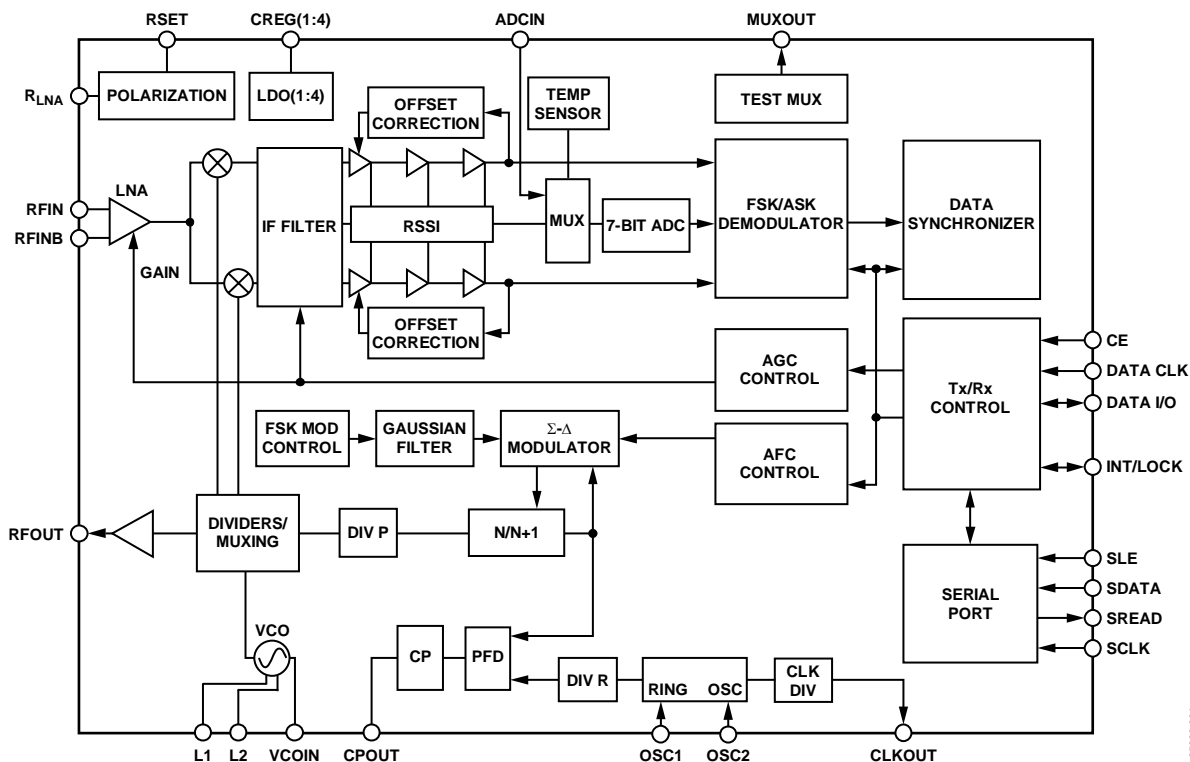 RSET
CREG(1:4)
ADCIN
MUXOUT
RLNA
POLARIZATION
LDO(1:4)
OFFSET
CORRECTION
TEMP
SENSOR
TEST MUX
LNA
RFIN
RFINB
GAIN
IF FILTER
RSSI
MUX
7-BIT ADC
FSK/ASK
DEMODULATOR
DATA
SYNCHRONIZER
OFFSET
CORRECTION
AGC
CONTROL
Tx/Rx
CONTROL
CE
DATA CLK
DATA I/O
INT/LOCK
FSK MOD
CONTROL
GAUSSIAN
FILTER
Σ-Δ
MODULATOR
AFC
CONTROL
RFOUT
DIVIDERS/
MUXING
DIV P
N/N+1
SERIAL
PORT
SLE
SDATA
SREAD
SCLK
VCO
CP
PFD
DIV R
RING
OSC
CLK
DIV
L1
L2
VCOIN
CPOUT
OSC1
OSC2
CLKOUT